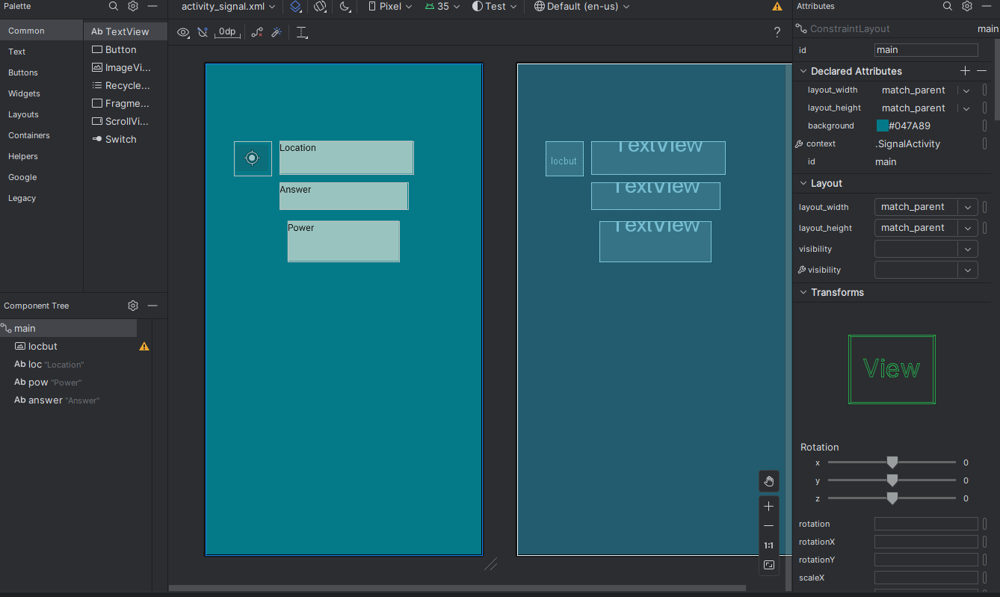 Palette
activity_signal.xml
Pixel
35
Test
Default (en-us)
Attributes
Common
Text
Buttons
Widgets
Layouts
Containers
Helpers
Google
Legacy
Ab TextView
Button
ImageVi...
Recycle...
Fragme...
ScrollVi...
Switch
0dp
?
ConstraintLayout
main
id
main
Declared Attributes
layout_width
match_parent
layout_height
match_parent
background
#047A89
context
.SignalActivity
id
main
Layout
layout_width
match_parent
layout_height
match_parent
visibility
visibility
Transforms
View
Rotation
x
0
y
0
z
0
rotation
rotationX
rotationY
scaleX
Location
Answer
Power
locbut
TextView
TextView
TextView
1:1
Component Tree
main
locbut
Ab loc "Location"
Ab pow "Power"
Ab answer "Answer"